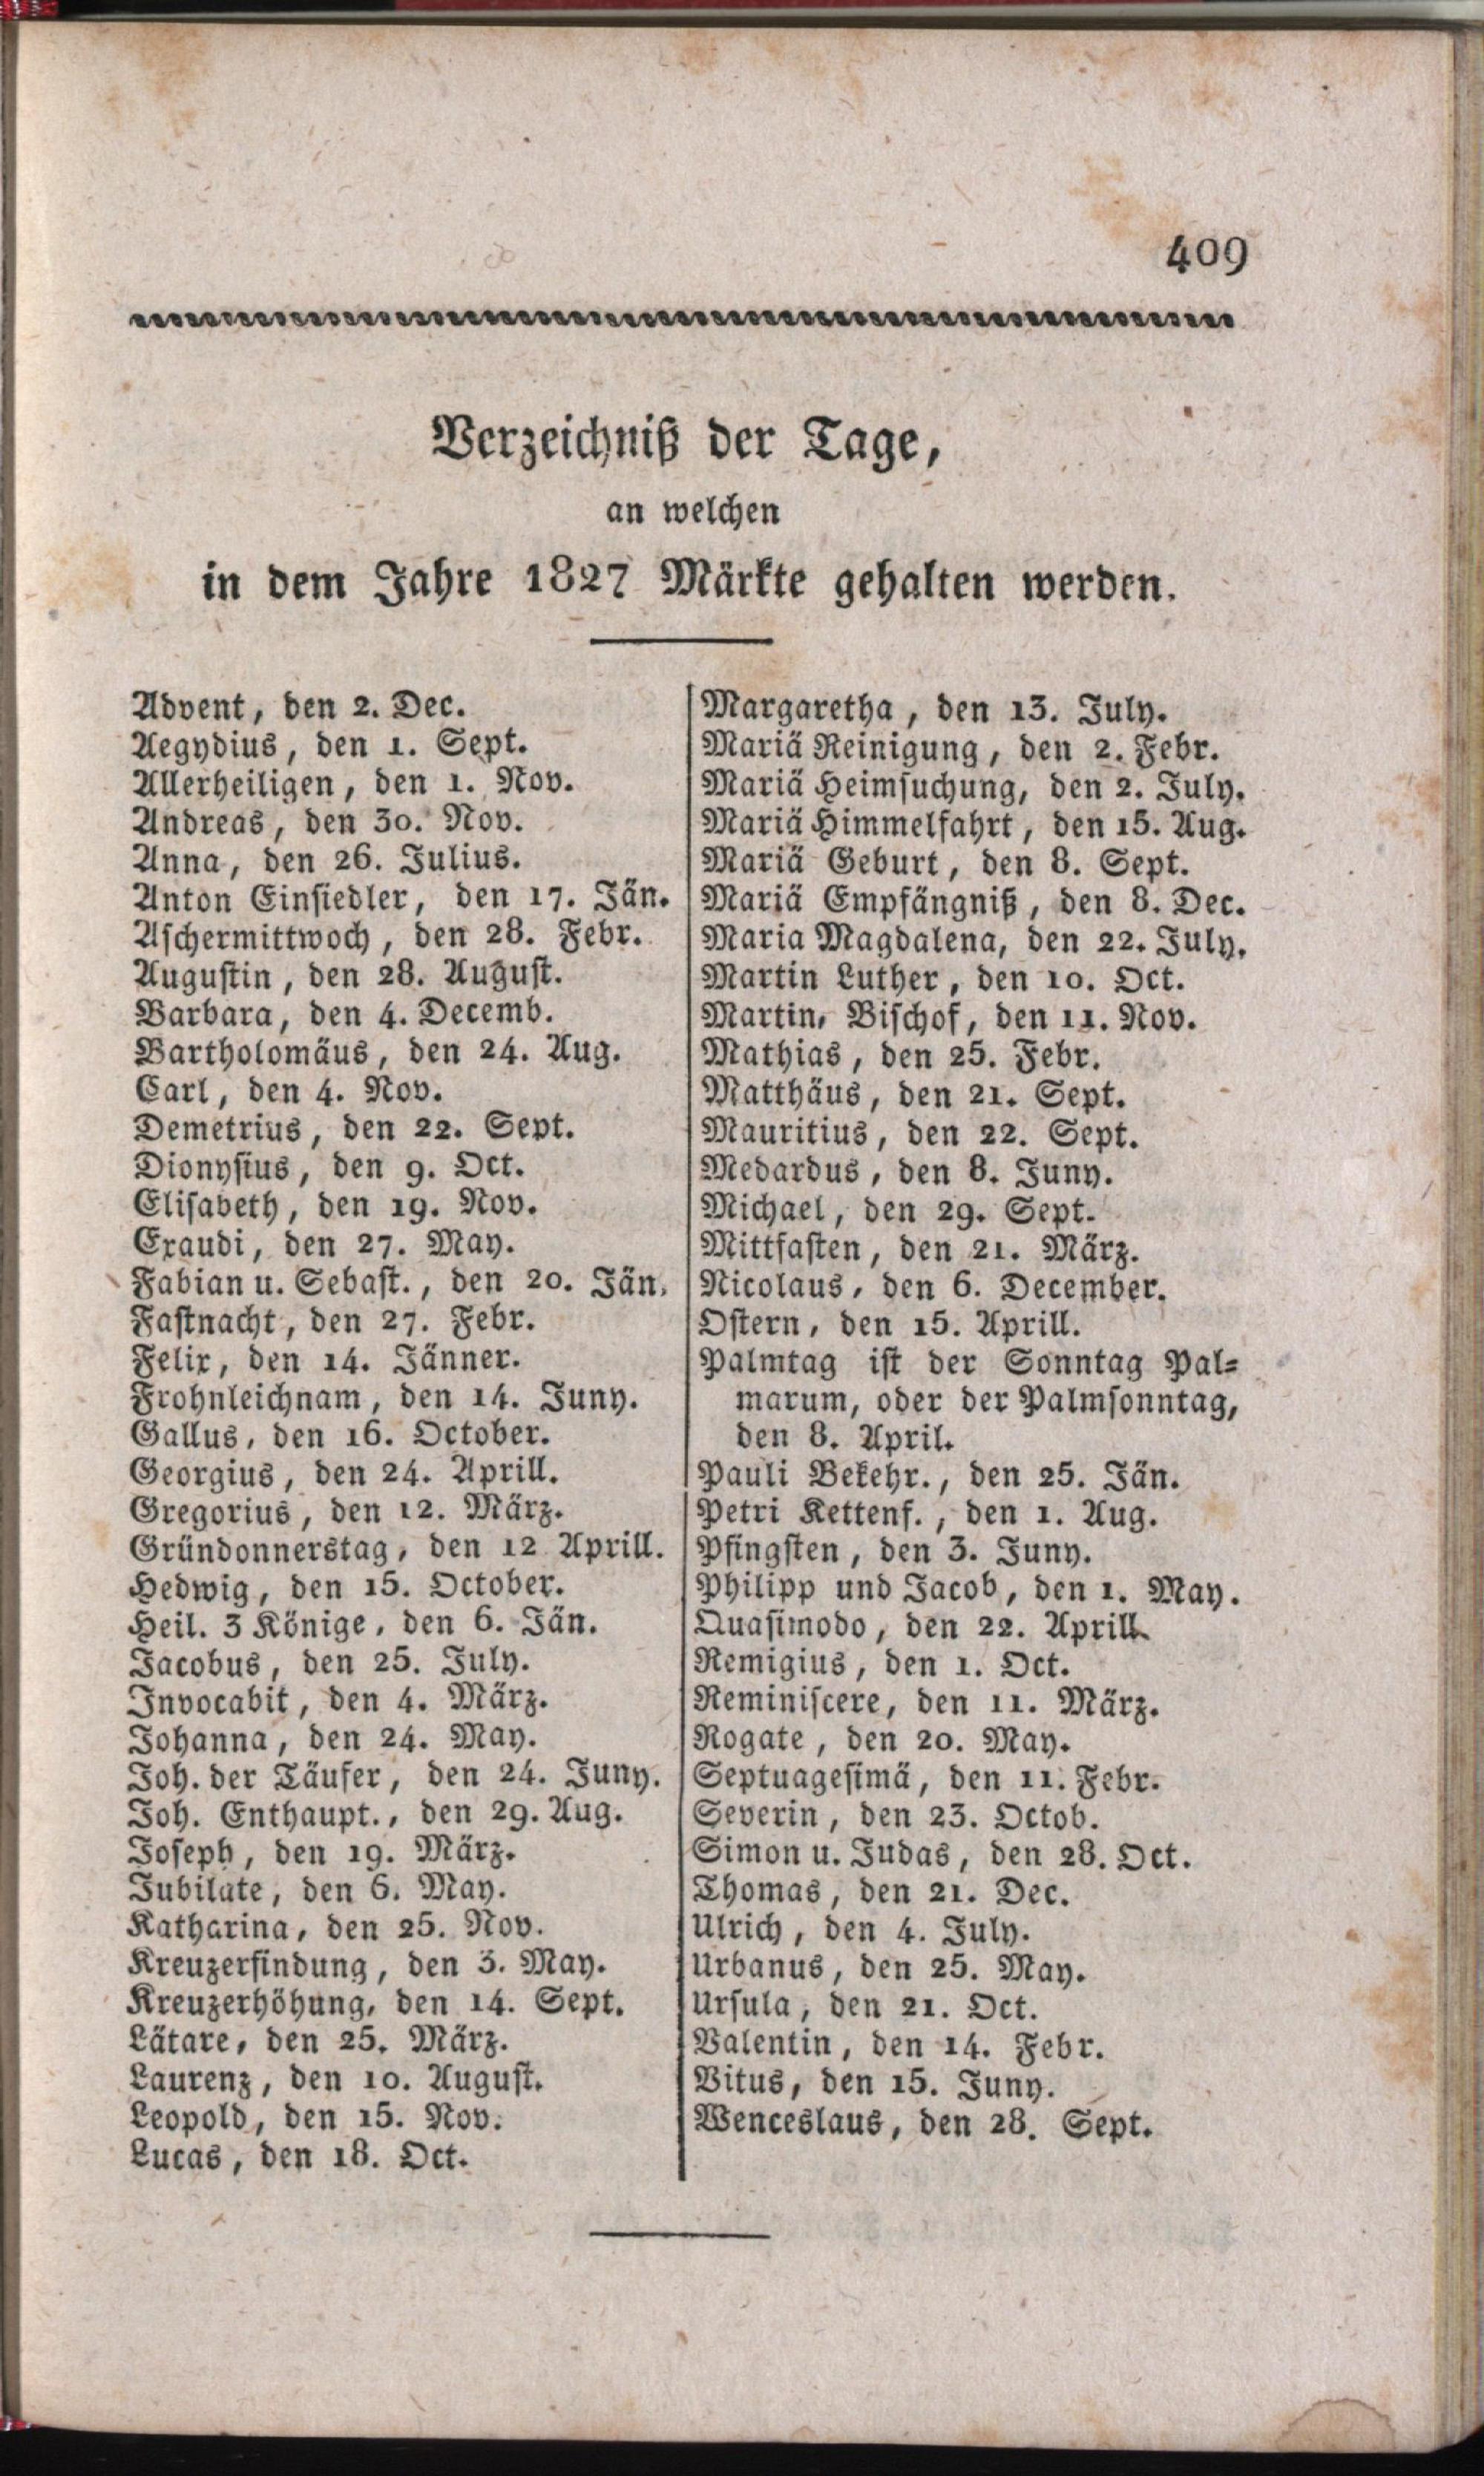 409
Verzeichniß der Tage,
an welchen
in dem Jahre 1827 Märkte gehalten werden.
Advent, den 2. Dec.
Aegydius, den 1. Sept.
Allerheiligen, den 1. Nov.
Andreas, den 30. Nov.
Anna, den 26. Julius.
Anton Einsiedler, den 17. Jän.
Aschermittwoch, den 28. Febr.
Augustin, den 28. August.
Barbara, den 4. Decemb.
Bartholomäus, den 24. Aug.
Carl, den 4. Nov.
Demetrius, den 22. Sept.
Dionysius, den 9. Oct.
Elisabeth, den 19. Nov.
Exaudi, den 27. May.
Fabian u. Sebast., den 20. Jän.
Fastnacht, den 27. Febr.
Felix, den 14. Jänner.
Frohnleichnam, den 14. Juny.
Gallus, den 16. October.
Georgius, den 24. Aprill.
Gregorius, den 12. März.
Gründonnerstag, den 12 Aprill.
Hedwig, den 15. October.
Heil. 3 Könige, den 6. Jän.
Jacobus, den 25. July.
Invocabit, den 4. März.
Johanna, den 24. May.
Joh. der Täufer, den 24. Juny.
Joh. Enthaupt., den 29. Aug.
Joseph, den 19. März.
Jubilate, den 6. May.
Katharina, den 25. Nov.
Kreuzerfindung, den 3. May.
Kreuzerhöhung, den 14. Sept.
Lätare, den 25. März.
Laurenz, den 10. August.
Leopold, den 15. Nov.
Lucas, den 18. Oct.
Margaretha, den 13. July.
Mariä Reinigung, den 2. Febr.
Mariä Heimsuchung, den 2. July.
Mariä Himmelfahrt, den 15. Aug.
Mariä Geburt, den 8. Sept.
Mariä Empfängniß, den 8. Dec.
Maria Magdalena, den 22. July.
Martin Luther, den 10. Oct.
Martin, Bischof, den 11. Nov.
Mathias, den 25. Febr.
Matthäus, den 21. Sept.
Mauritius, den 22. Sept.
Medardus, den 8. Juny.
Michael, den 29. Sept.
Mittfasten, den 21. März.
Nicolaus, den 6. December.
Ostern, den 15. Aprill.
Palmtag ist der Sonntag Pal-
marum, oder der Palmsonntag,
den 8. April.
Pauli Bekehr., den 25. Jän.
Petri Kettenf., den 1. Aug.
Pfingsten, den 3. Juny.
Philipp und Jacob, den 1. May.
Quasimodo, den 22. Aprill.
Remigius, den 1. Oct.
Reminiscere, den 11. März.
Rogate, den 20. May.
Septuagesimä, den 11. Febr.
Severin, den 23. Octob.
Simon u. Judas, den 28. Oct.
Thomas, den 21. Dec.
Ulrich, den 4. July.
Urbanus, den 25. May.
Ursula, den 21. Oct.
Valentin, den 14. Febr.
Vitus, den 15. Juny.
Wenceslaus, den 28. Sept.